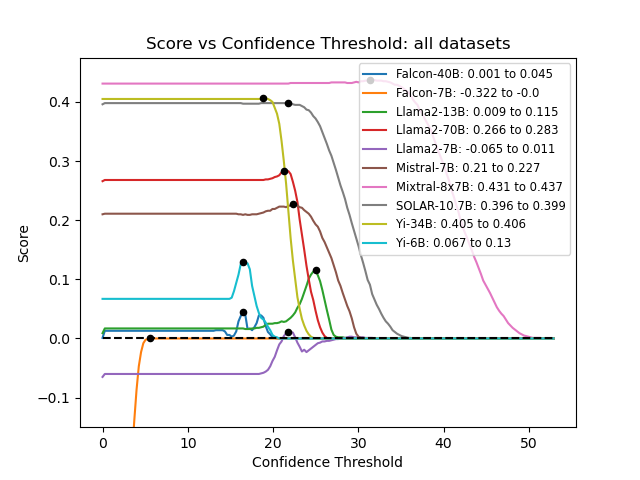 Score vs Confidence Threshold: all datasets
Falcon-40B: 0.001 to 0.045
Falcon-7B: -0.322 to -0.0
Llama2-13B: 0.009 to 0.115
Llama2-70B: 0.266 to 0.283
Llama2-7B: -0.065 to 0.011
Mistral-7B: 0.21 to 0.227
Mixtral-8x7B: 0.431 to 0.437
SOLAR-10.7B: 0.396 to 0.399
Yi-34B: 0.405 to 0.406
Yi-6B: 0.067 to 0.13
Score
0.4
0.3
0.2
0.1
0.0
−0.1
0 10 20 30 40 50
Confidence Threshold